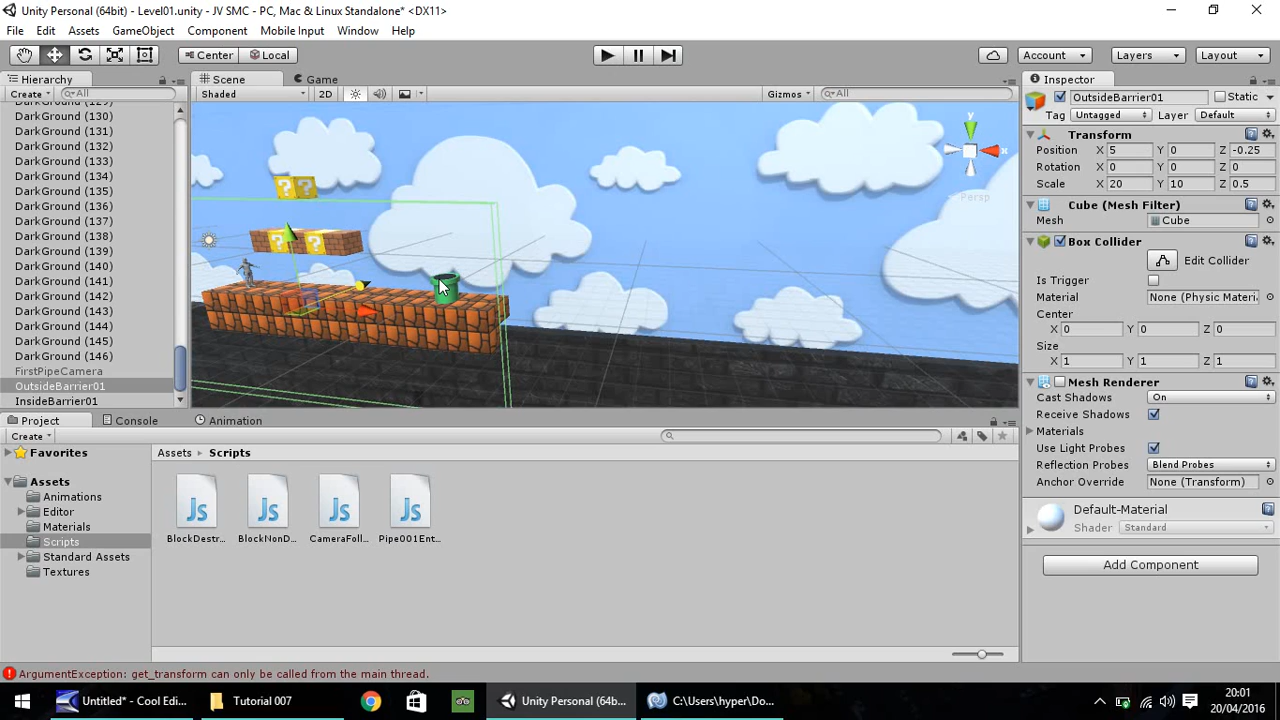 Unity Personal (64bit) - Level01.unity - JV SMC - PC, Mac & Linux Standalone* <DX11>
File Edit Assets GameObject Component Mobile Input Window Help
Center Local Account Layers Layout
Hierarchy
Create All
DarkGround (129)
DarkGround (130)
DarkGround (131)
DarkGround (132)
DarkGround (133)
DarkGround (134)
DarkGround (135)
DarkGround (136)
DarkGround (137)
DarkGround (138)
DarkGround (139)
DarkGround (140)
DarkGround (141)
DarkGround (142)
DarkGround (143)
DarkGround (144)
DarkGround (145)
DarkGround (146)
FirstPipeCamera
OutsideBarrier01
InsideBarrier01
Scene Game
Shaded 2D Gizmos All
y
x
Persp
? ?
? ?
Inspector
OutsideBarrier01 Static
Tag Untagged Layer Default
Transform
Position X 5 Y 0 Z -0.25
Rotation X 0 Y 0 Z 0
Scale X 20 Y 10 Z 0.5
Cube (Mesh Filter)
Mesh Cube
Box Collider
Edit Collider
Is Trigger
Material None (Physic Materi
Center
X 0 Y 0 Z 0
Size
X 1 Y 1 Z 1
Mesh Renderer
Cast Shadows On
Receive Shadows
Materials
Use Light Probes
Reflection Probes Blend Probes
Anchor Override None (Transform)
Default-Material
Shader Standard
Add Component
Project Console Animation
Create
Favorites
Assets
Animations
Editor
Materials
Scripts
Standard Assets
Textures
Assets Scripts
Js Js Js Js
BlockDestr... BlockNonD... CameraFoll... Pipe001Ent...
ArgumentException: get_transform can only be called from the main thread.
Untitled* - Cool Edi... Tutorial 007 Unity Personal (64b... C:\Users\hyper\Do...
20:01
20/04/2016